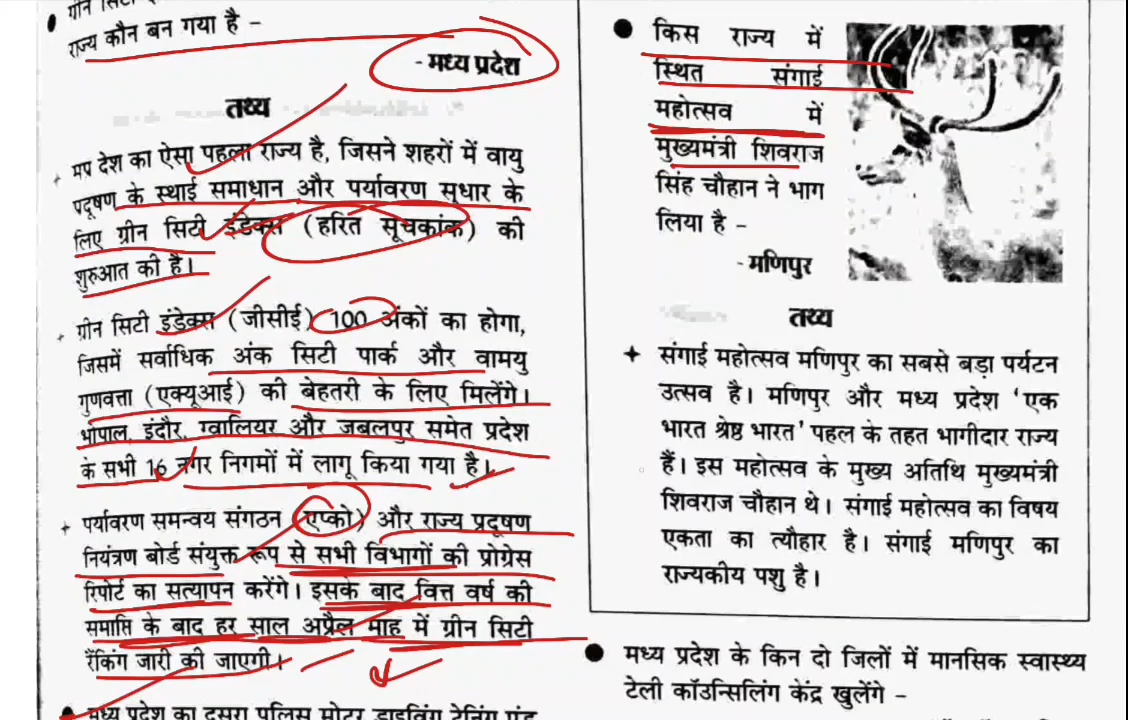 ग्रीन सिटी
राज्य कौन बन गया है –
- मध्य प्रदेश
तथ्य
मप्र देश का ऐसा पहला राज्य है, जिसने शहरों में वायु
प्रदूषण के स्थाई समाधान और पर्यावरण सुधार के
लिए ग्रीन सिटी इंडेक्स (हरित सूचकांक) की
शुरुआत की है।
ग्रीन सिटी इंडेक्स (जीसीई) 100 अंकों का होगा,
जिसमें सर्वाधिक अंक सिटी पार्क और वामयु
गुणवत्ता (एक्यूआई) की बेहतरी के लिए मिलेंगे।
भोपाल, इंदौर, ग्वालियर और जबलपुर समेत प्रदेश
के सभी 16 नगर निगमों में लागू किया गया है।
पर्यावरण समन्वय संगठन (एप्को) और राज्य प्रदूषण
नियंत्रण बोर्ड संयुक्त रूप से सभी विभागों की प्रोग्रेस
रिपोर्ट का सत्यापन करेंगे। इसके बाद वित्त वर्ष की
समाप्ति के बाद हर साल अप्रैल माह में ग्रीन सिटी
रैंकिंग जारी की जाएगी।
मध्य प्रदेश का दूसरा पुलिस मोटर ड्राइविंग ट्रेनिंग एंड
किस राज्य में
स्थित संगाई
महोत्सव में
मुख्यमंत्री शिवराज
सिंह चौहान ने भाग
लिया है –
- मणिपुर
तथ्य
संगाई महोत्सव मणिपुर का सबसे बड़ा पर्यटन
उत्सव है। मणिपुर और मध्य प्रदेश 'एक
भारत श्रेष्ठ भारत' पहल के तहत भागीदार राज्य
हैं। इस महोत्सव के मुख्य अतिथि मुख्यमंत्री
शिवराज चौहान थे। संगाई महोत्सव का विषय
एकता का त्यौहार है। संगाई मणिपुर का
राज्यकीय पशु है।
मध्य प्रदेश के किन दो जिलों में मानसिक स्वास्थ्य
टेली कॉउन्सिलिंग केंद्र खुलेंगे –